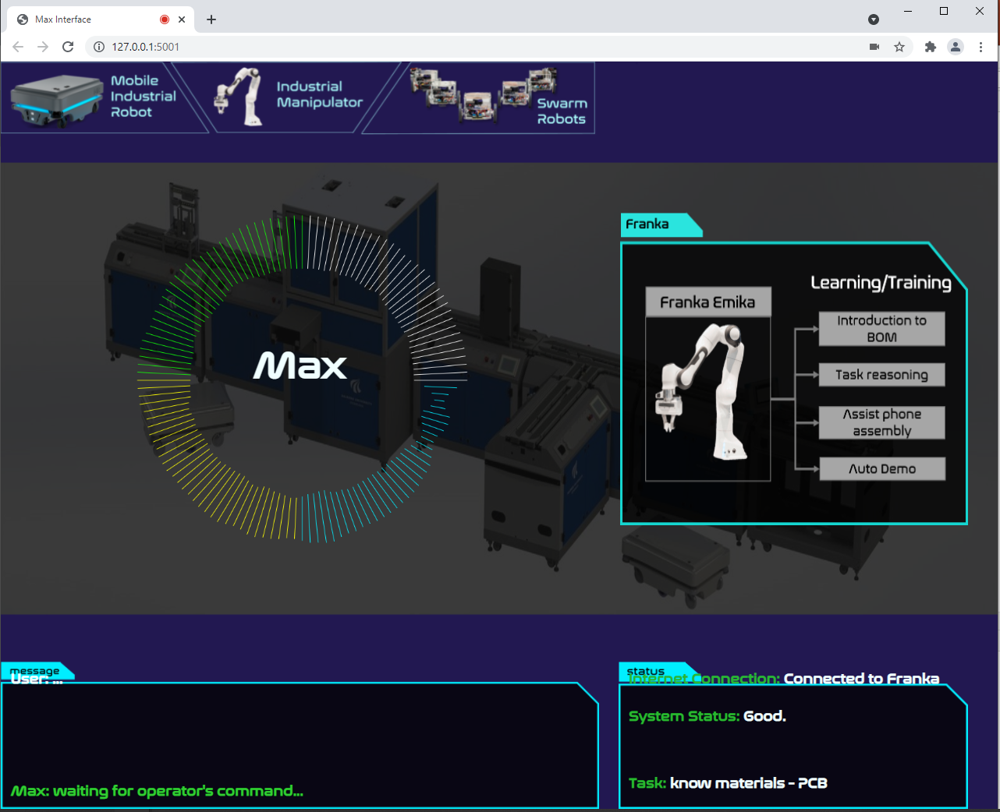 Max Interface
127.0.0.1:5001
Mobile
Industrial
Robot
Industrial
Manipulator
Swarm
Robots
Max
Franka
Learning/Training
Franka Emika
Introduction to
BOM
Task reasoning
Assist phone
assembly
Auto Demo
message
User: ...
Max: waiting for operator's command...
status
Internet Connection: Connected to Franka
System Status: Good.
Task: know materials - PCB